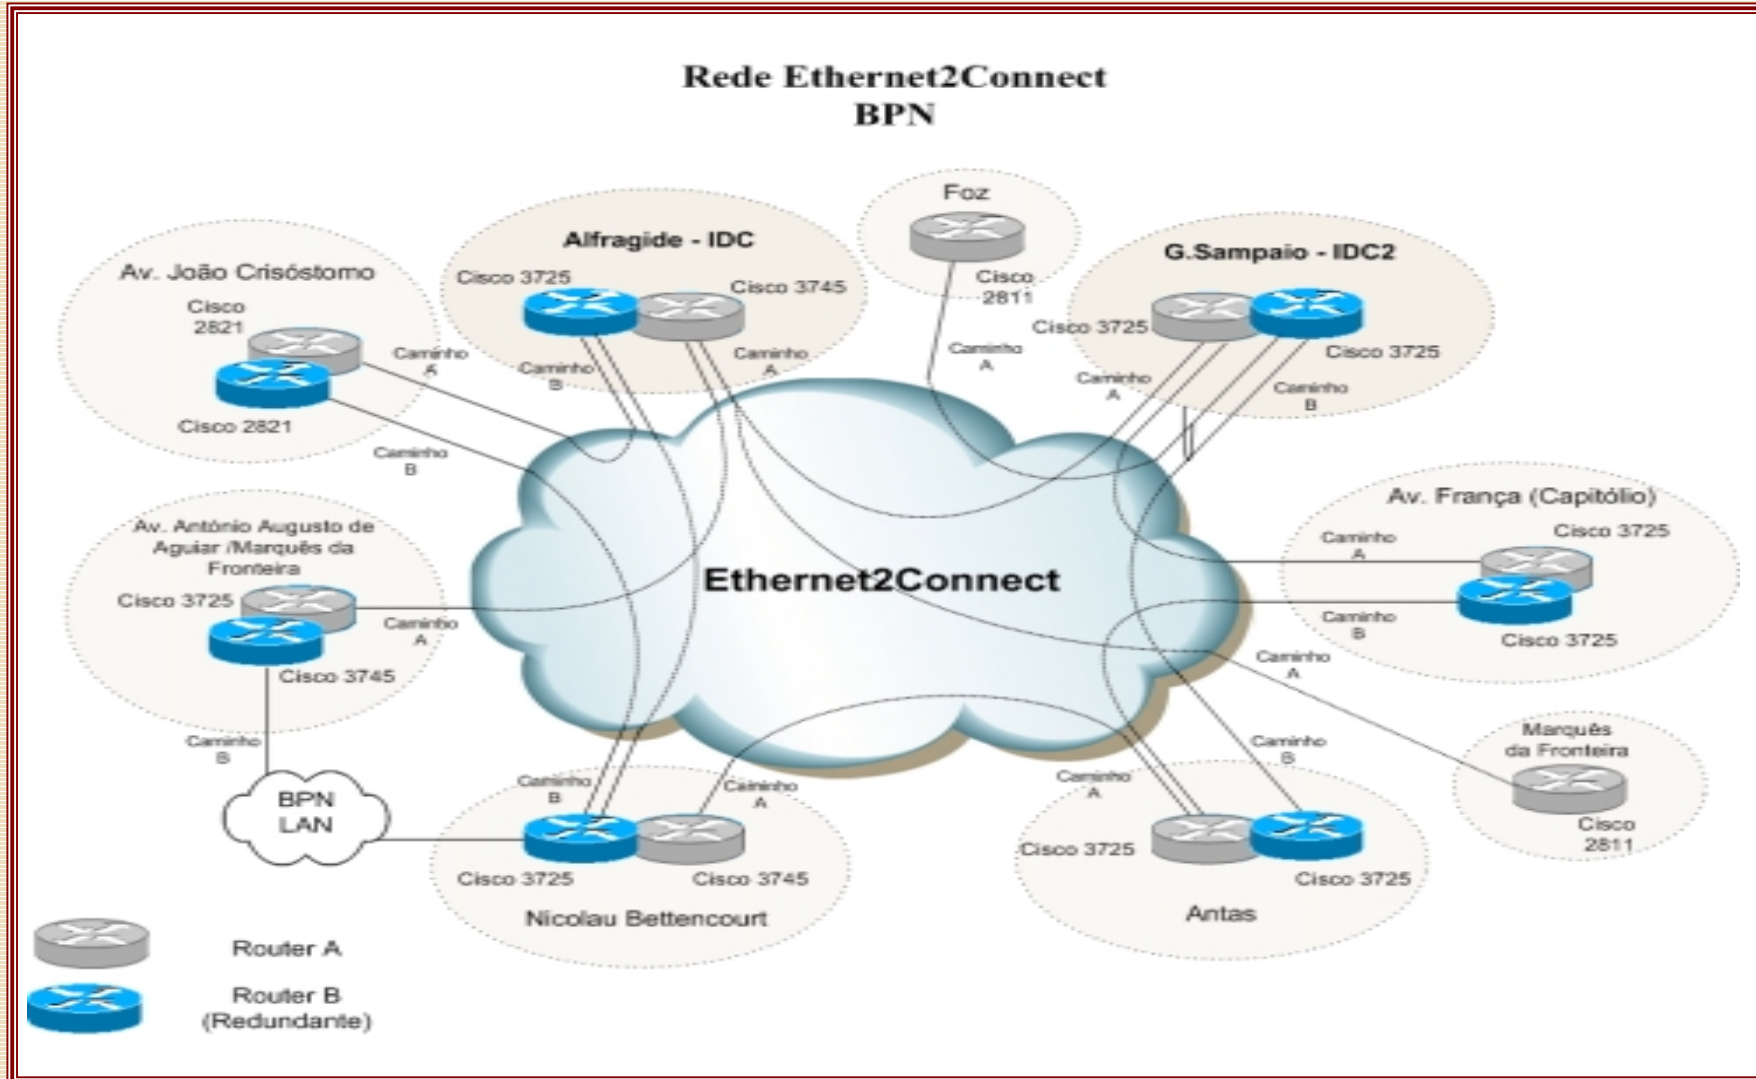 Rede Ethernet2Connect
BPN
Foz
Cisco
2811
Caminho
A
Alfragide - IDC
Cisco 3725
Cisco 3745
Caminho
B
Caminho
A
G.Sampaio - IDC2
Cisco 3725
Cisco 3725
Caminho
A
Caminho
B
Av. João Crisóstomo
Cisco
2821
Cisco 2821
Caminho
A
Caminho
B
Av. António Augusto de
Aguiar /Marquês da
Fronteira
Cisco 3725
Cisco 3745
Caminho
A
Caminho
B
Ethernet2Connect
Av. França (Capitólio)
Cisco 3725
Cisco 3725
Caminho
A
Caminho
B
Caminho
A
Marquês
da Fronteira
Cisco
2811
BPN
LAN
Caminho
B
Caminho
A
Cisco 3725
Cisco 3745
Nicolau Bettencourt
Caminho
A
Caminho
B
Cisco 3725
Cisco 3725
Antas
Router A
Router B
(Redundante)